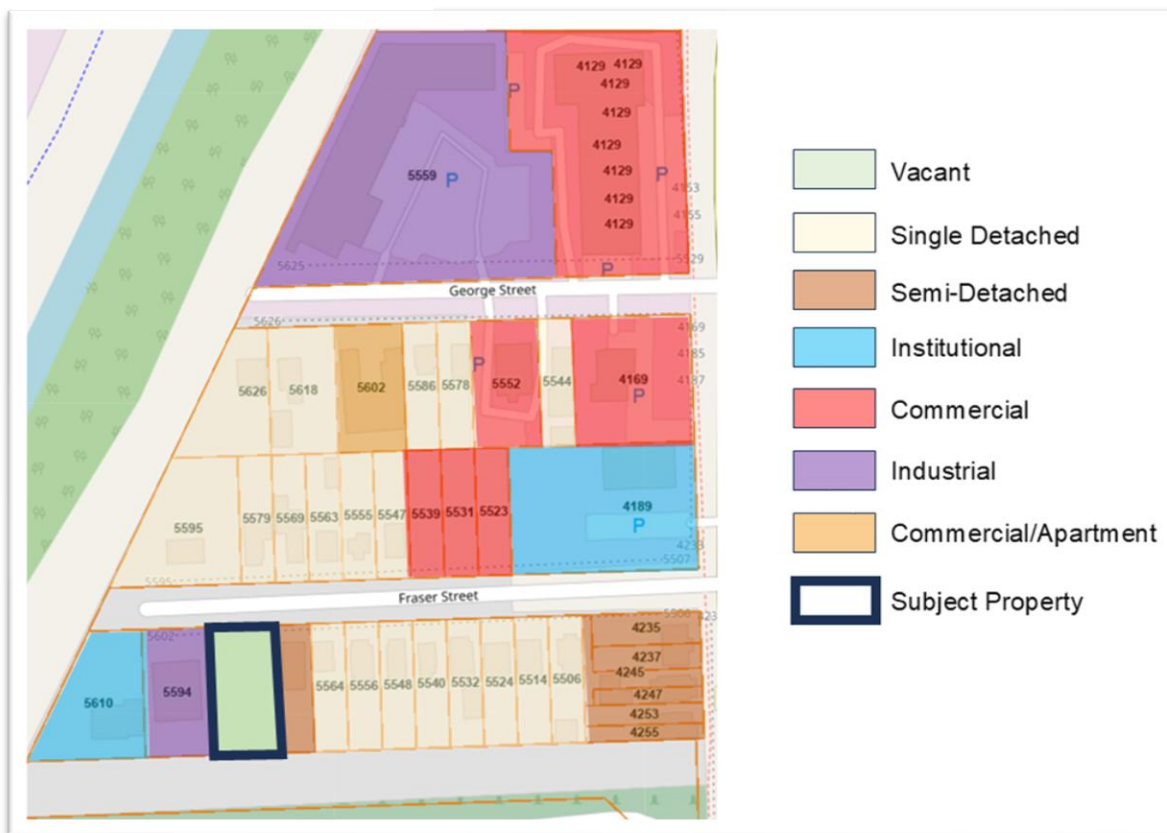 4129 4129
4129
P
4129
4129
5559 P
4129 P
4153
4129
4155
4129
5625 P 5529
George Street
5626 4169
P 4185
5626 5618 5602 5586 5578 5552 5544 4169
4187
P
5595 5579 5569 5563 5555 5547 5539 5531 5523 4189
P
4233
5595 5507
Fraser Street
5602
4235
4237
5564 5556 5548 5540 5532 5524 5514 5506
4245
5594 4247
5610 4253
4255
Vacant
Single Detached
Semi-Detached
Institutional
Commercial
Industrial
Commercial/Apartment
Subject Property